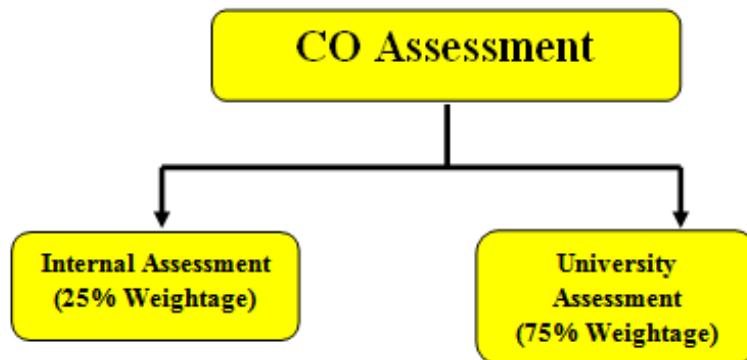 CO Assessment
Internal Assessment
(25% Weightage)
University
Assessment
(75% Weightage)